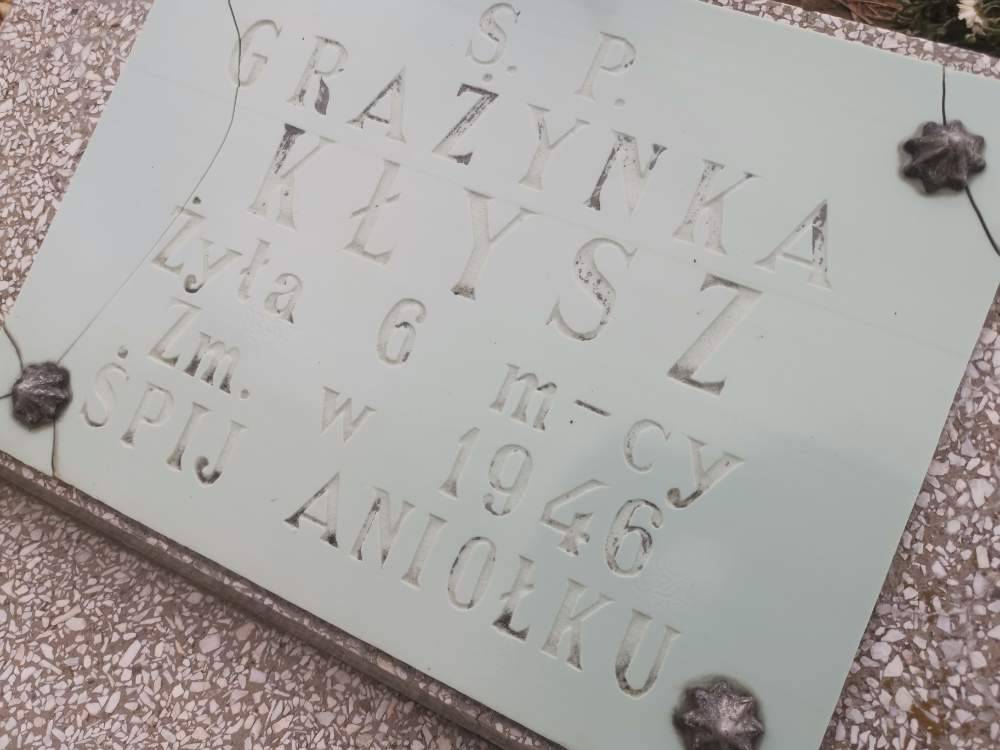 Ś. P.
GRAŻYNKA
KŁYSZ
Żyła 6 m-cy
Zm. w 1946
ŚPIJ ANIOŁKU